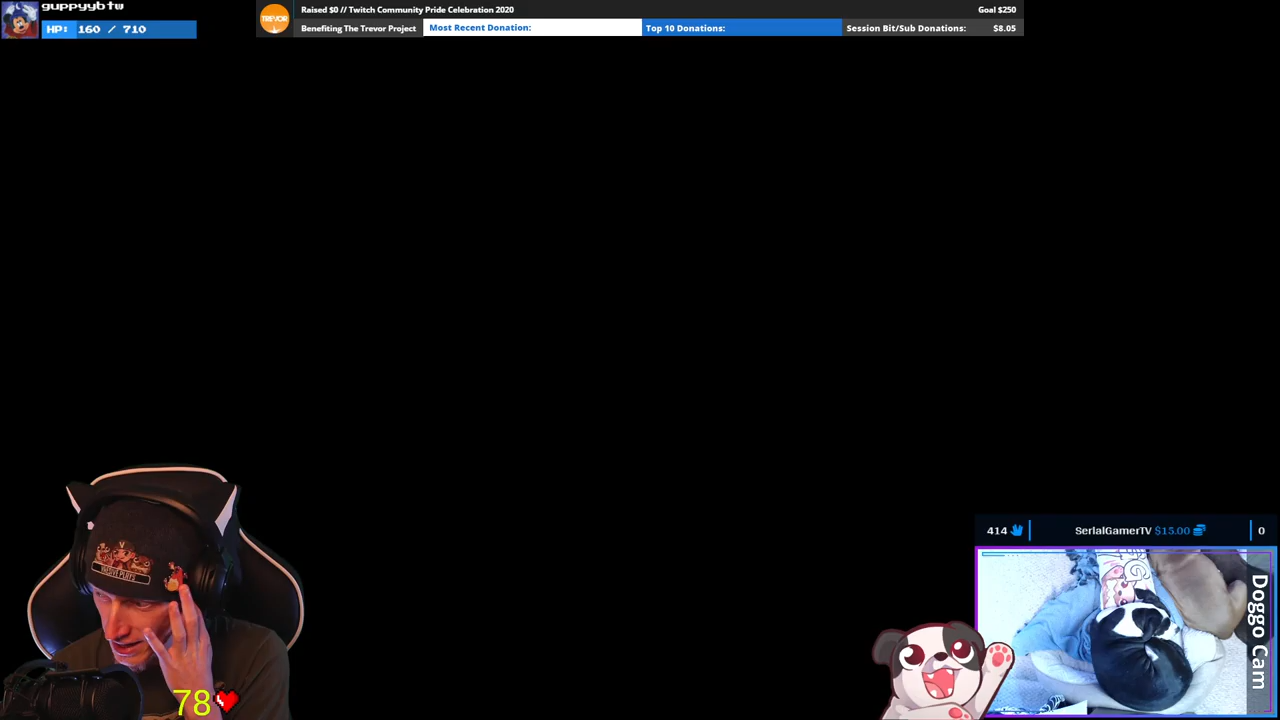 guppyybtw
HP: 160 / 710
TREVOR
Raised $0 // Twitch Community Pride Celebration 2020
Goal $250
Benefiting The Trevor Project
Most Recent Donation:
Top 10 Donations:
Session Bit/Sub Donations:
$8.05
414
SerialGamerTV $15.00
0
Doggo Cam
78